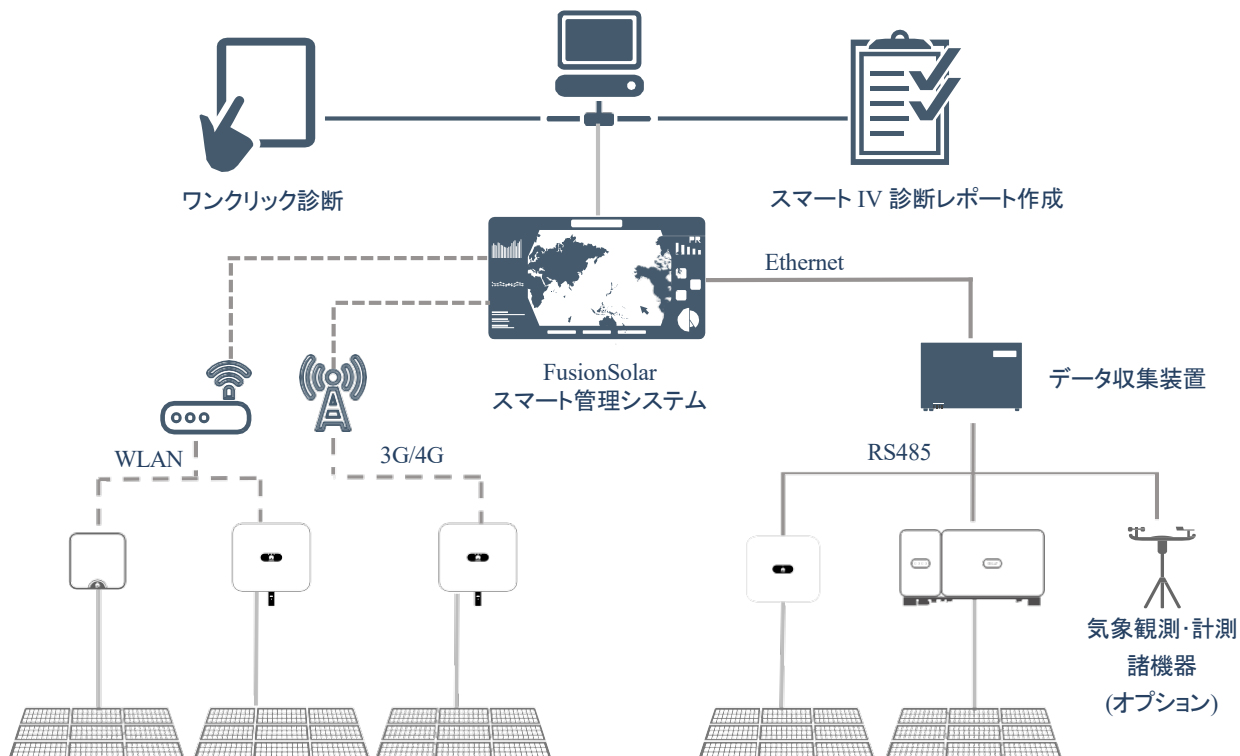 ワンクリック診断
スマート IV 診断レポート作成
PR
Ethernet
FusionSolar
スマート管理システム
データ収集装置
WLAN
3G/4G
RS485
気象観測･計測
諸機器
(オプション)